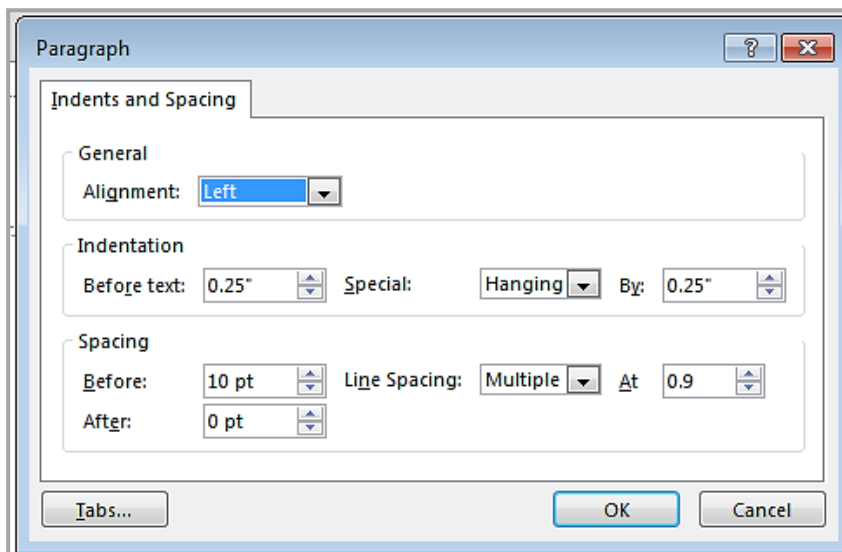 Paragraph
Indents and Spacing
General
Alignment: Left
Indentation
Before text: 0.25" Special: Hanging By: 0.25"
Spacing
Before: 10 pt Line Spacing: Multiple At 0.9
After: 0 pt
Tabs... OK Cancel